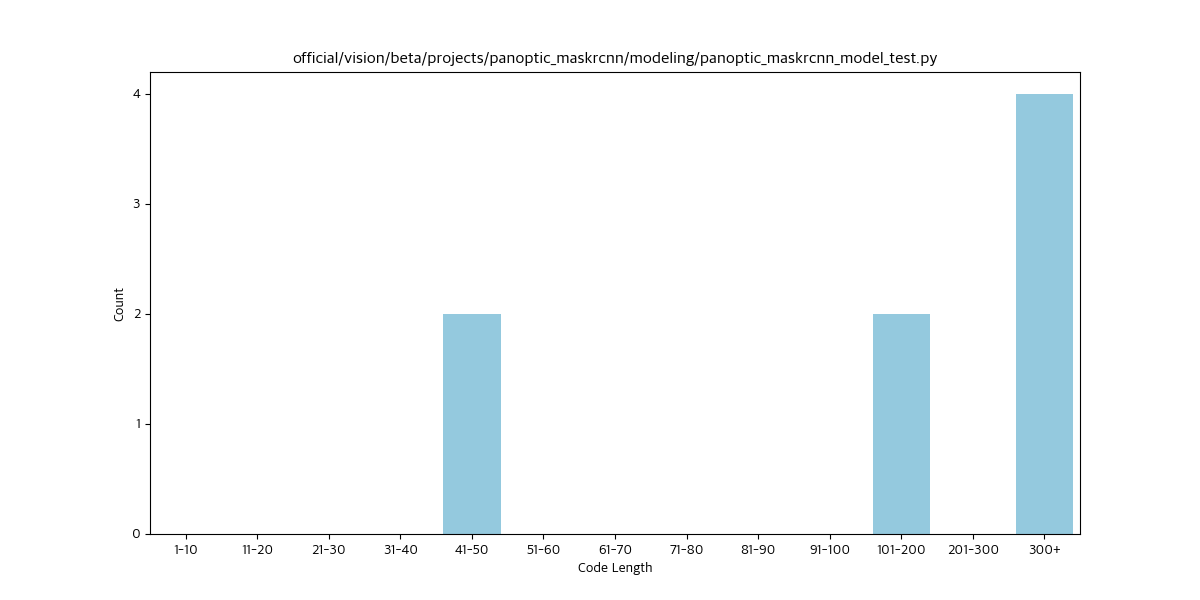 official/vision/beta/projects/panoptic_maskrcnn/modeling/panoptic_maskrcnn_model_test.py
4
3
2
1
0
Count
1-10 11-20 21-30 31-40 41-50 51-60 61-70 71-80 81-90 91-100 101-200 201-300 300+
Code Length